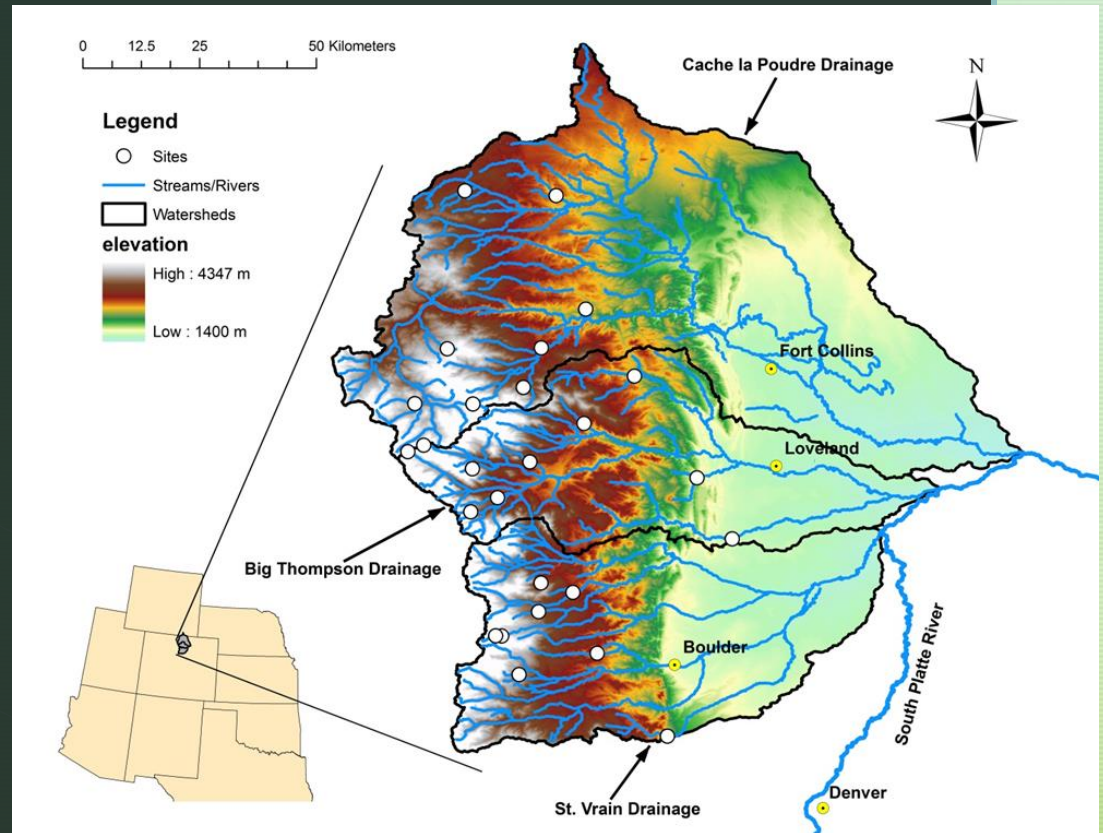 0 12.5 25 50 Kilometers
Cache la Poudre Drainage
N
Legend
Sites
Streams/Rivers
Watersheds
elevation
High : 4347 m
Low : 1400 m
Fort Collins
Loveland
Big Thompson Drainage
Boulder
South Platte River
St. Vrain Drainage
Denver